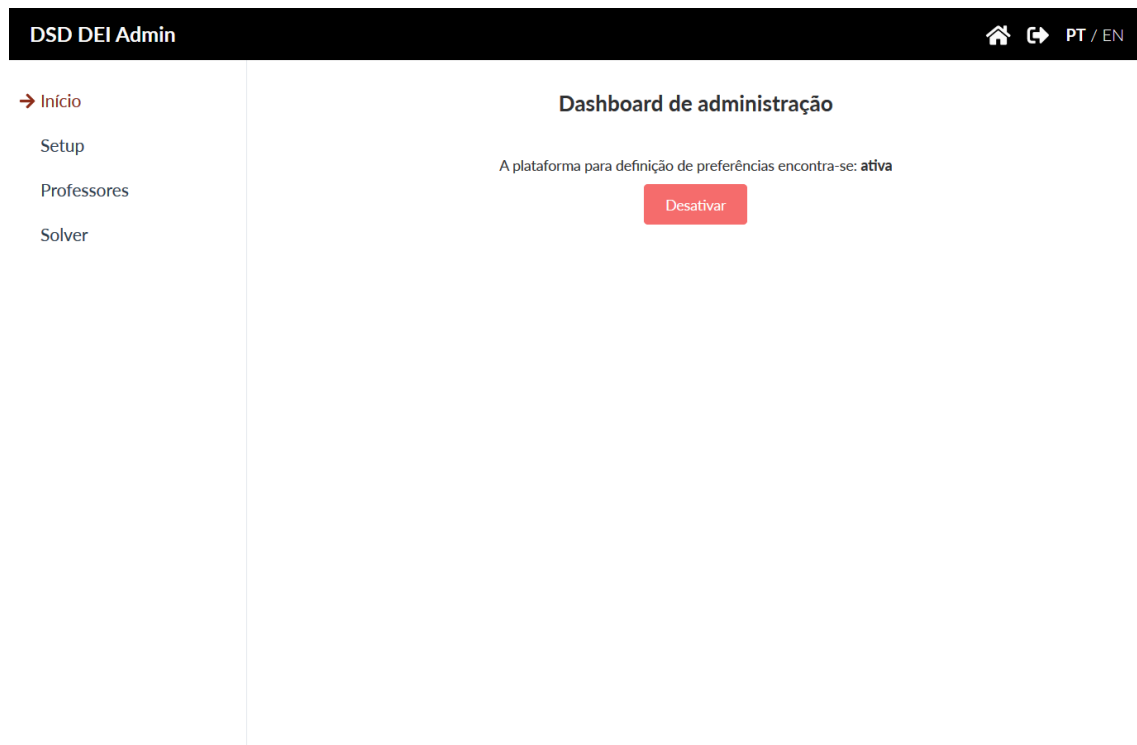 DSD DEI Admin
PT / EN
Início
Setup
Professores
Solver
Dashboard de administração
A plataforma para definição de preferências encontra-se: ativa
Desativar